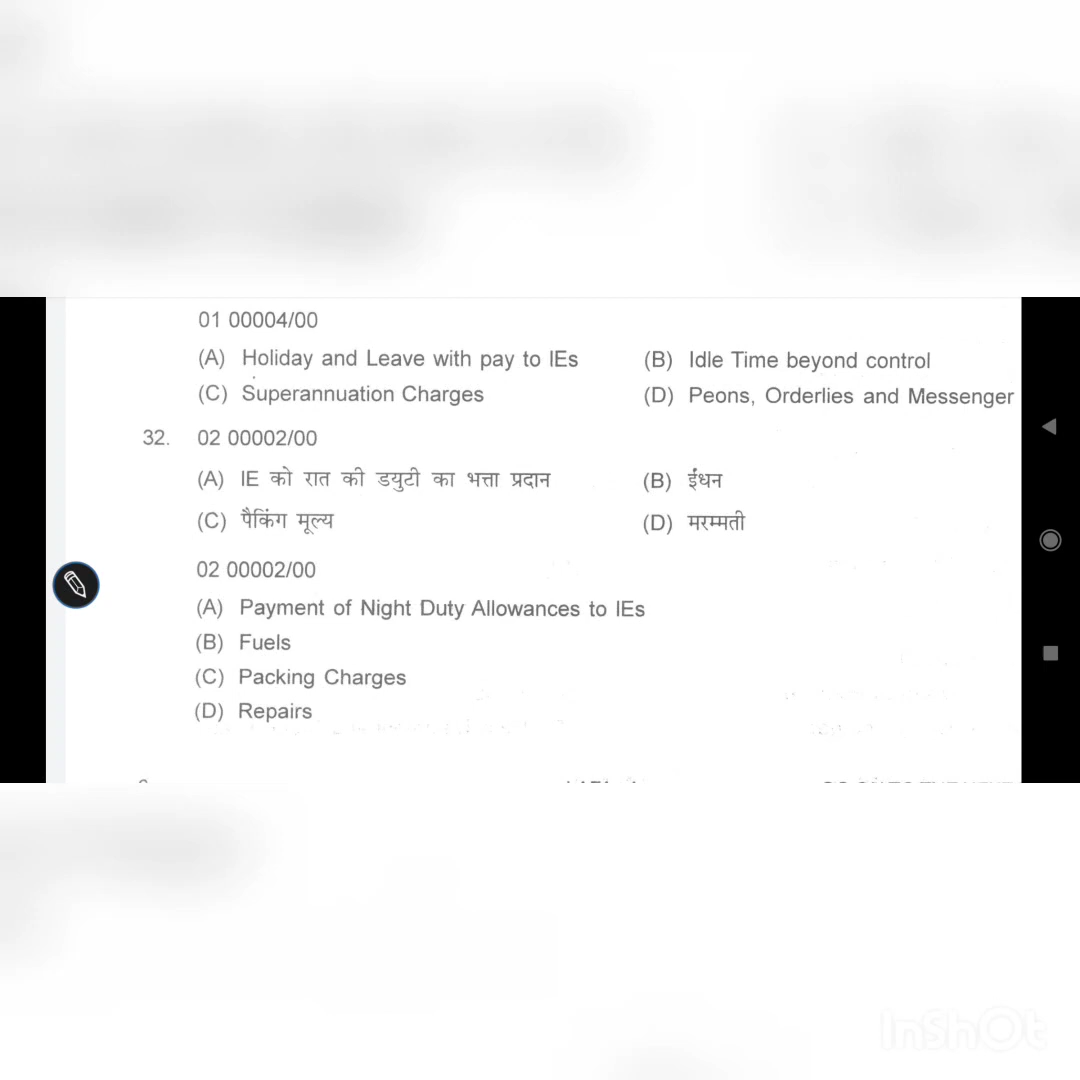 01 00004/00
(A) Holiday and Leave with pay to IEs (B) Idle Time beyond control
(C) Superannuation Charges (D) Peons, Orderlies and Messenger
32. 02 00002/00
(A) IE को रात की डयुटी का भत्ता प्रदान (B) ईंधन
(C) पैकिंग मूल्य (D) मरम्मती
02 00002/00
(A) Payment of Night Duty Allowances to IEs
(B) Fuels
(C) Packing Charges
(D) Repairs
InShOt